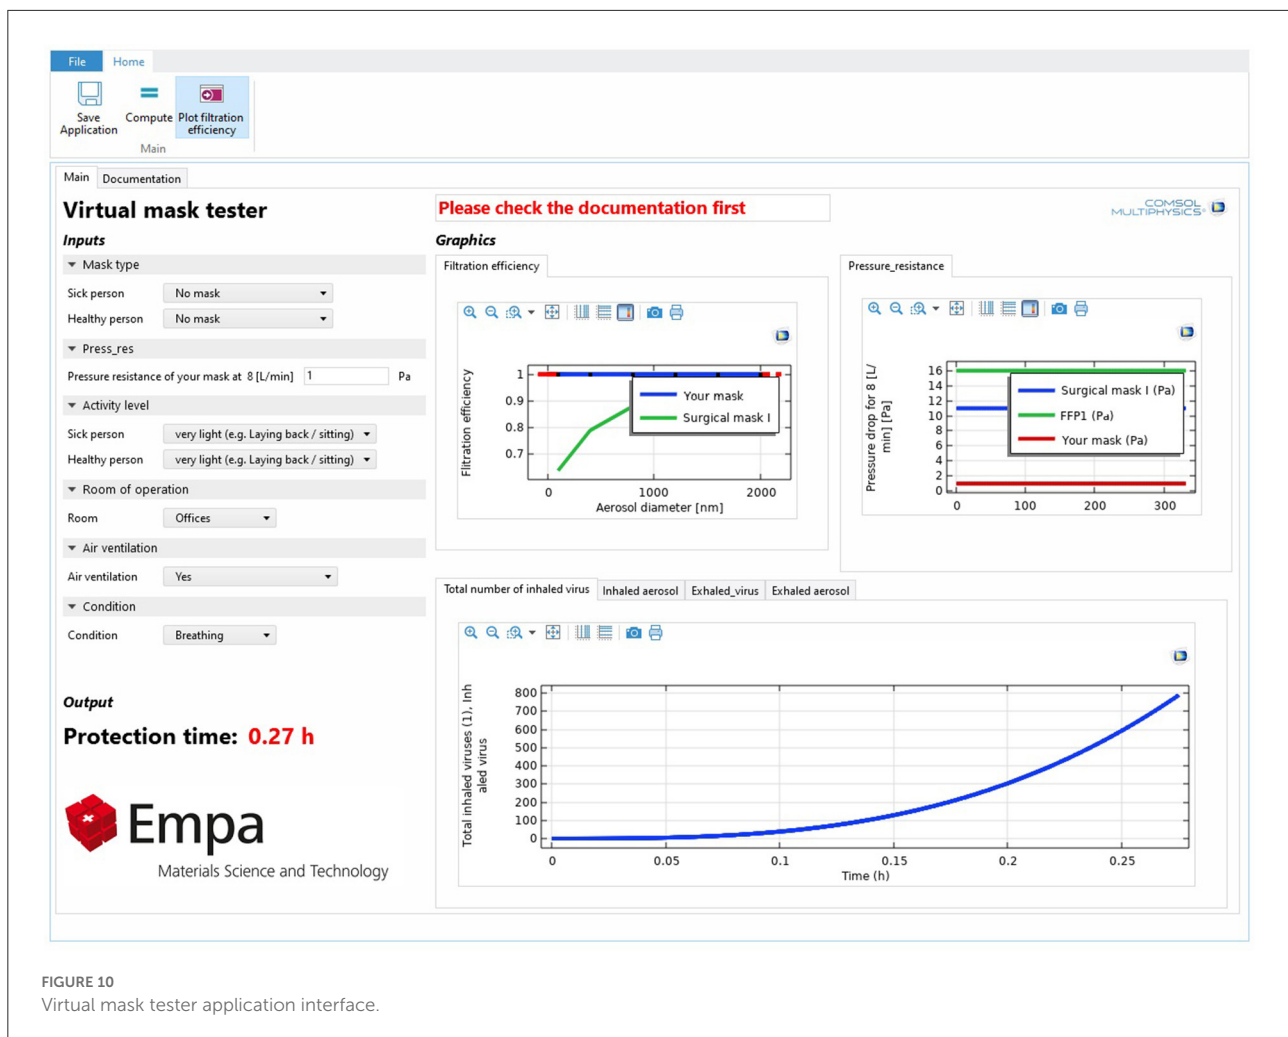 File Home
Save Application
Compute
Plot filtration efficiency
Main
Main Documentation
Virtual mask tester
Please check the documentation first
COMSOL
MULTIPHYSICS®
Inputs
Mask type
Sick person No mask
Healthy person No mask
Press_res
Pressure resistance of your mask at 8 [L/min] 1 Pa
Activity level
Sick person very light (e.g. Laying back / sitting)
Healthy person very light (e.g. Laying back / sitting)
Room of operation
Room Offices
Air ventilation
Air ventilation Yes
Condition
Condition Breathing
Output
Protection time: 0.27 h
Empa
Materials Science and Technology
Graphics
Filtration efficiency
Filtration efficiency
1
0.9
0.8
0.7
Your mask
Surgical mask I
0 1000 2000
Aerosol diameter [nm]
Pressure_resistance
Pressure drop for 8 [L/
min] [Pa]
16
14
12
10
8
6
4
2
0
Surgical mask I (Pa)
FFP1 (Pa)
Your mask (Pa)
0 100 200 300
Total number of inhaled virus Inhaled aerosol Exhaled_virus Exhaled aerosol
Total inhaled viruses (1), Inh
aled virus
800
700
600
500
400
300
200
100
0
0 0.05 0.1 0.15 0.2 0.25
Time (h)
FIGURE 10
Virtual mask tester application interface.